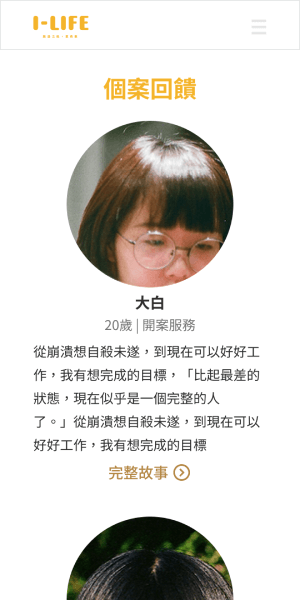 I-LIFE
個案回饋
大白
20歲 | 開案服務
從崩潰想自殺未遂，到現在可以好好工
作，我有想完成的目標，「比起最差的
狀態，現在似乎是一個完整的人
了。」從崩潰想自殺未遂，到現在可以
好好工作，我有想完成的目標
完整故事